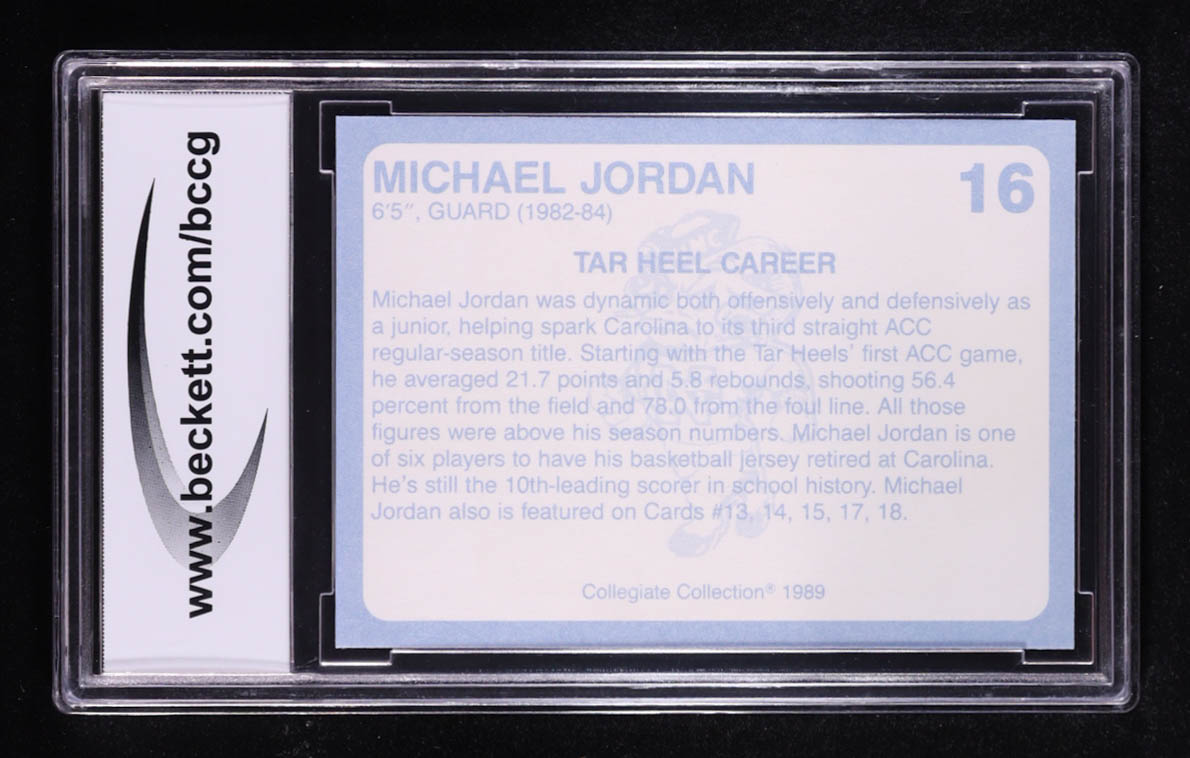 www.beckett.com/bccg
MICHAEL JORDAN 16
6'5", GUARD (1982-84)
TAR HEEL CAREER
Michael Jordan was dynamic both offensively and defensively as
a junior, helping spark Carolina to its third straight ACC
regular-season title. Starting with the Tar Heels' first ACC game,
he averaged 21.7 points and 5.8 rebounds, shooting 56.4
percent from the field and 78.0 from the foul line. All those
figures were above his season numbers. Michael Jordan is one
of six players to have his basketball jersey retired at Carolina.
He's still the 10th-leading scorer in school history. Michael
Jordan also is featured on Cards #13, 14, 15, 17, 18.
Collegiate Collection® 1989